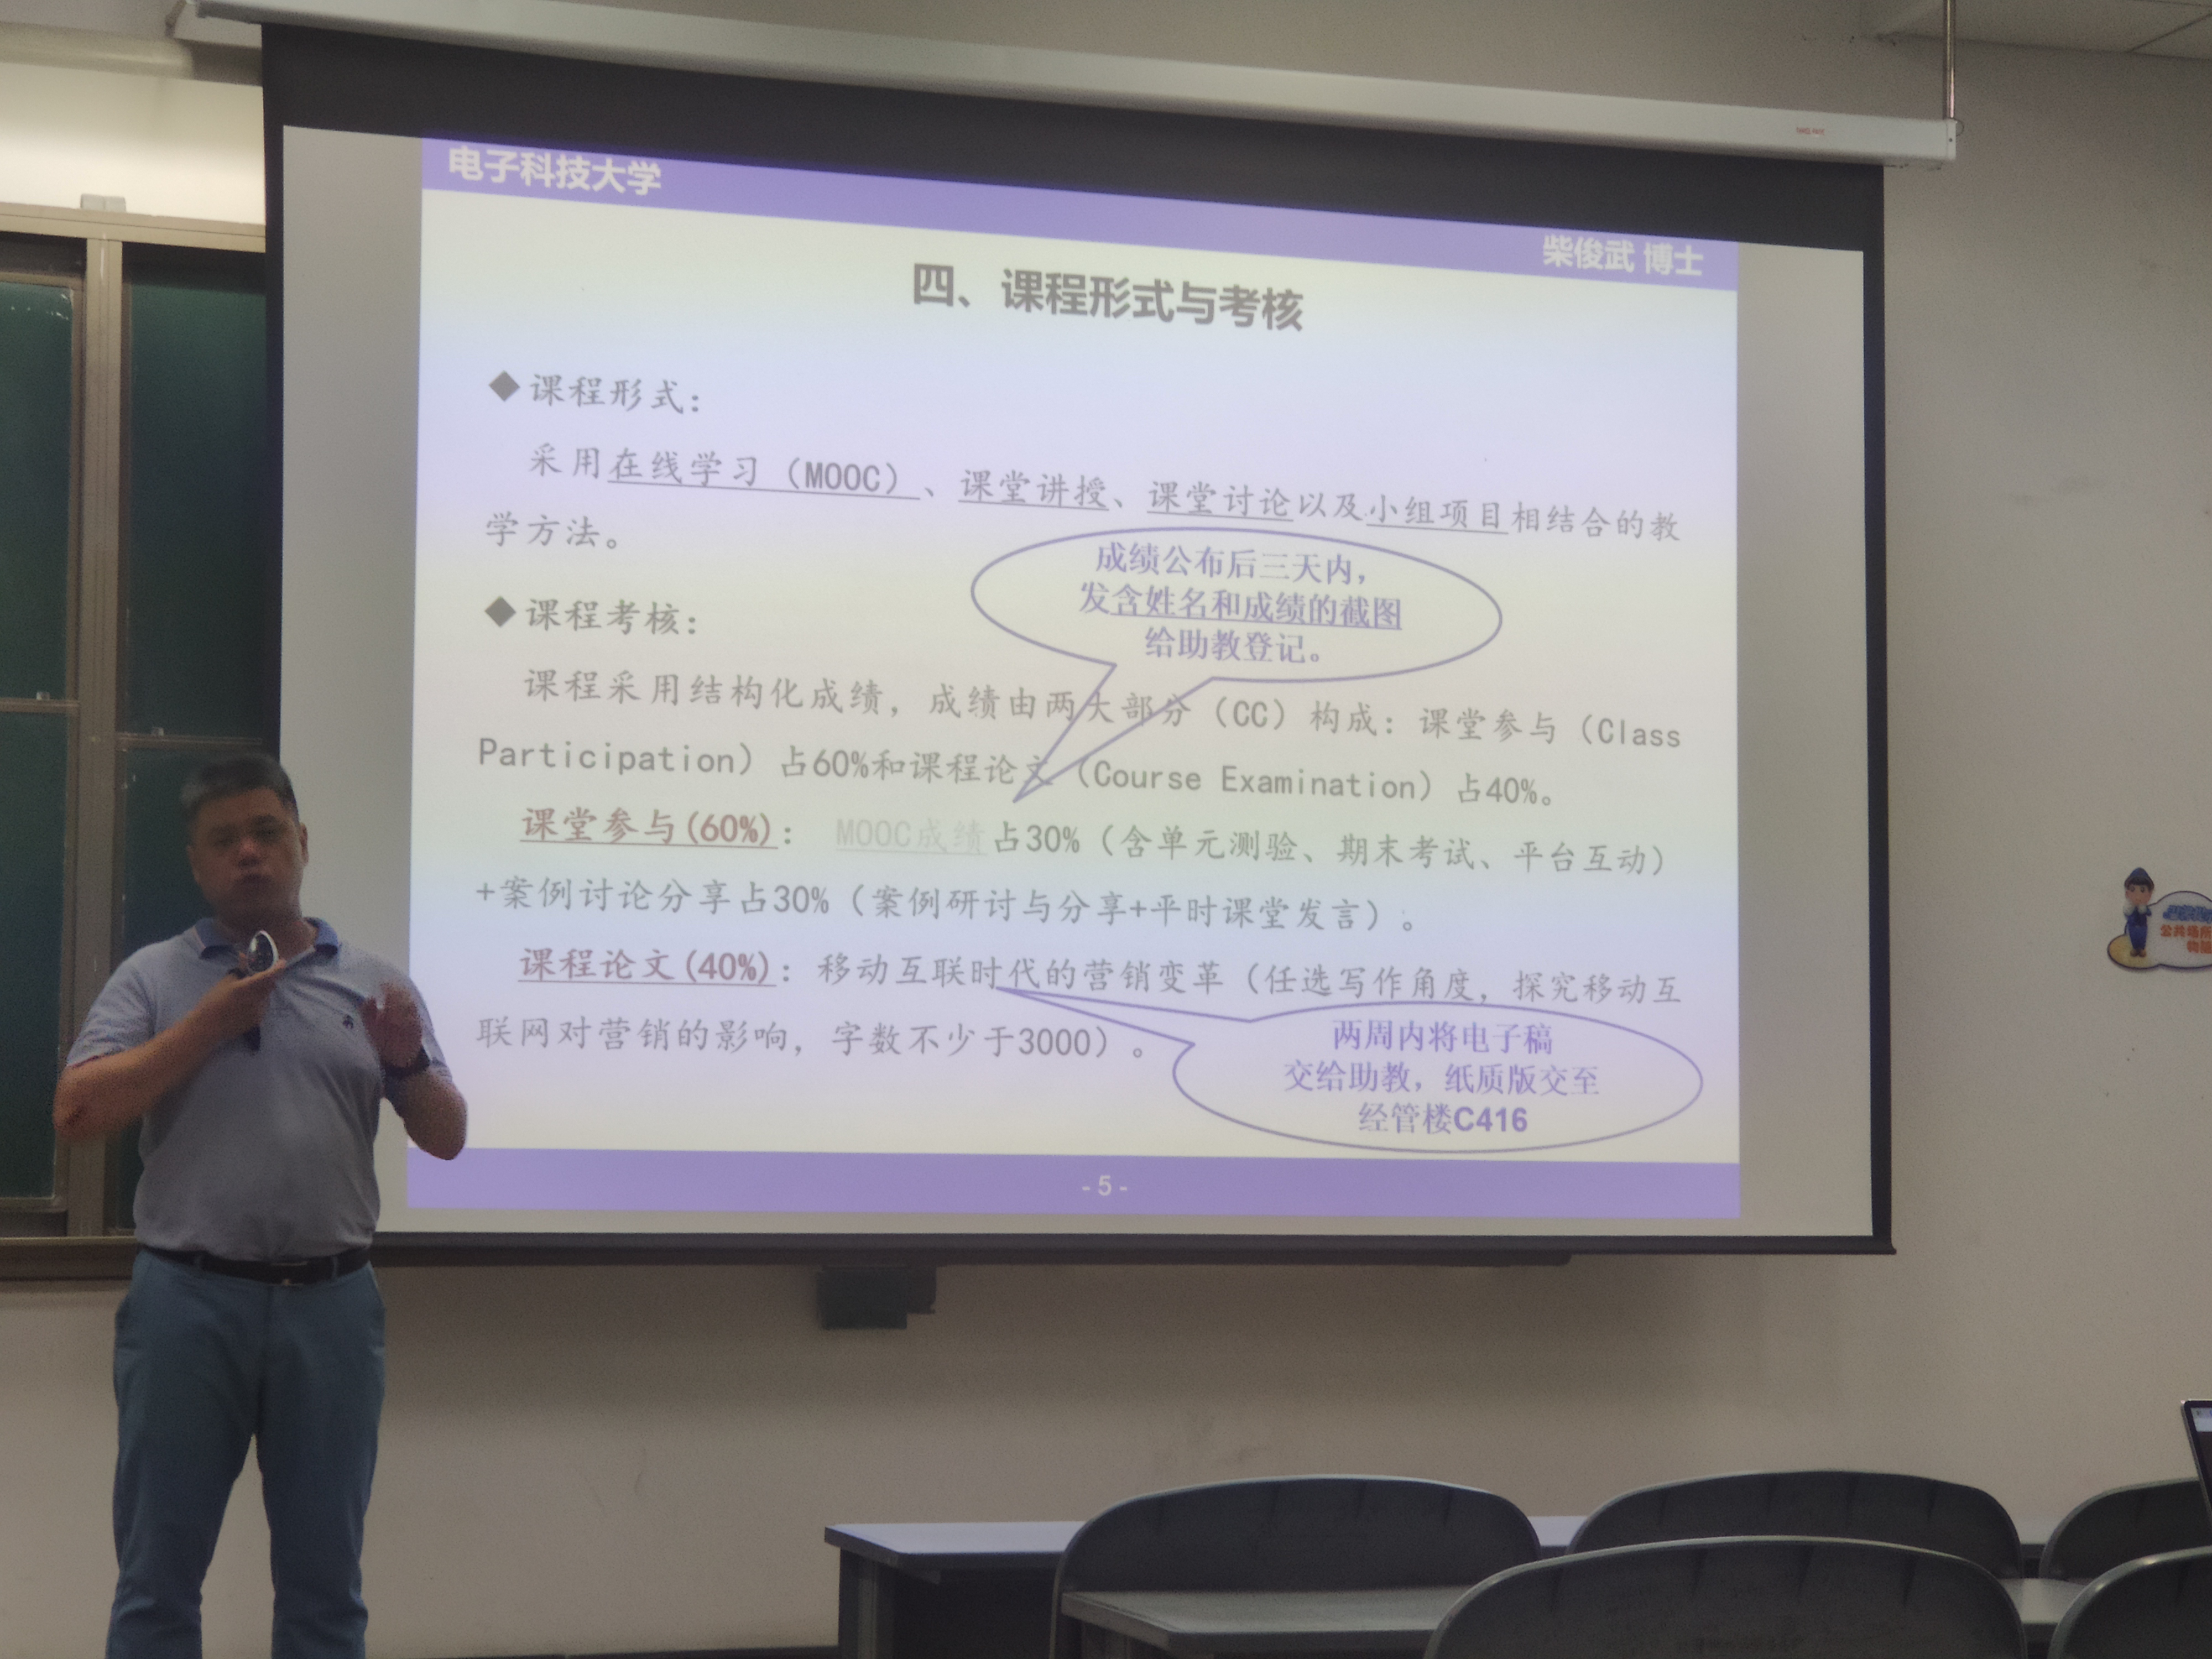 电子科技大学
柴俊武 博士
四、课程形式与考核
◆课程形式：
采用在线学习（MOOC）、课堂讲授、课堂讨论以及小组项目相结合的教
学方法。
成绩公布后三天内，
发含姓名和成绩的截图
给助教登记。
◆课程考核：
课程采用结构化成绩，成绩由两大部分（CC）构成：课堂参与（Class
Participation）占60%和课程论文（Course Examination）占40%。
课堂参与(60%)： MOOC成绩占30%（含单元测验、期末考试、平台互动）
+案例讨论分享占30%（案例研讨与分享+平时课堂发言）。
课程论文(40%)：移动互联时代的营销变革（任选写作角度，探究移动互
联网对营销的影响，字数不少于3000）。
两周内将电子稿
交给助教，纸质版交至
经管楼C416
- 5 -
公共场所